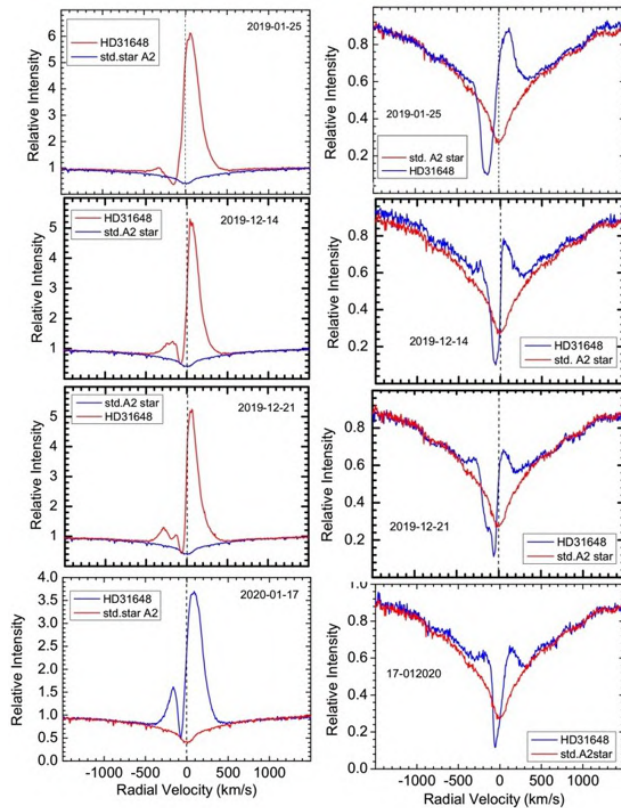 HD31648
std.star A2
2019-01-25
6
5
4
3
2
1
Relative Intensity
0.8
0.6
0.4
0.2
Relative Intensity
2019-01-25
std. A2 star
HD31648
HD31648
std.A2 star
2019-12-14
5
4
3
2
1
Relative Intensity
0.8
0.6
0.4
0.2
Relative Intensity
2019-12-14
HD31648
std. A2 star
std.A2 star
HD31648
2019-12-21
5
4
3
2
1
Relative Intensity
0.8
0.6
0.4
0.2
Relative Intensity
2019-12-21
HD31648
std.A2 star
HD31648
std.star A2
2020-01-17
4.0
3.5
3.0
2.5
2.0
1.5
1.0
0.5
0.0
Relative Intensity
-1000 -500 0 500 1000
Radial Velocity (km/s)
1.0
0.8
0.6
0.4
0.2
0.0
Relative Intensity
17-012020
HD31648
std.A2star
-1000 -500 0 500 1000
Radial Velocity (km/s)